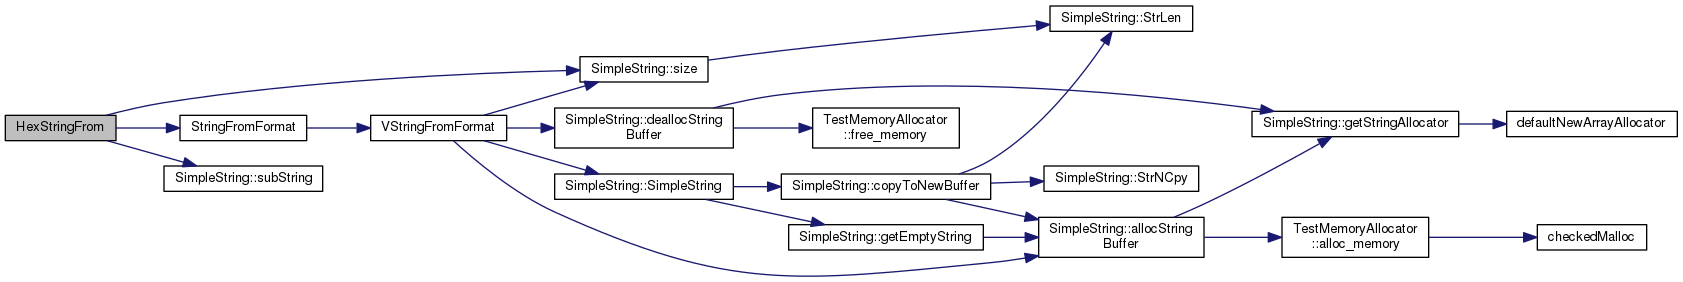 SimpleString::StrLen
SimpleString::size
HexStringFrom
StringFromFormat
VStringFromFormat
SimpleString::deallocString
Buffer
TestMemoryAllocator
::free_memory
SimpleString::getStringAllocator
defaultNewArrayAllocator
SimpleString::subString
SimpleString::SimpleString
SimpleString::copyToNewBuffer
SimpleString::StrNCpy
SimpleString::getEmptyString
SimpleString::allocString
Buffer
TestMemoryAllocator
::alloc_memory
checkedMalloc